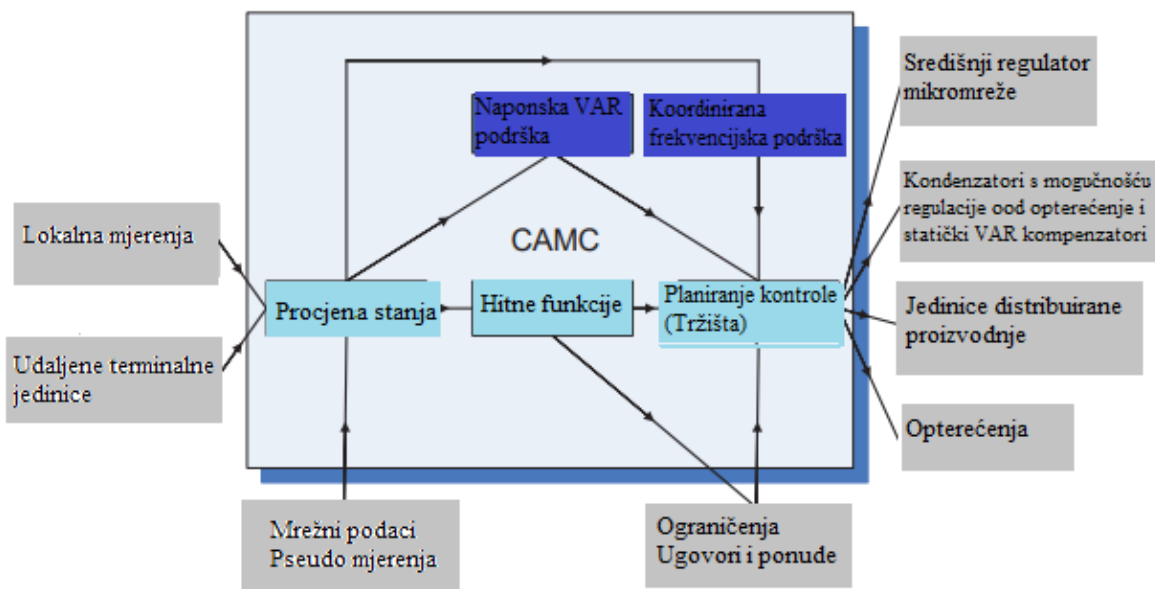 Središnji regulator
mikromreže
Naponska VAR
podrška
Koordinirana
frekvencijska podrška
Kondenzatori s mogučnošću
regulacije ood opterećenje i
statički VAR kompenzatori
Lokalna mjerenja
CAMC
Procjena stanja
Hitne funkcije
Planiranje kontrole
(Tržišta)
Jedinice distribuirane
proizvodnje
Udaljene terminalne
jedinice
Opterećenja
Mrežni podaci
Pseudo mjerenja
Ograničenja
Ugovori i ponude